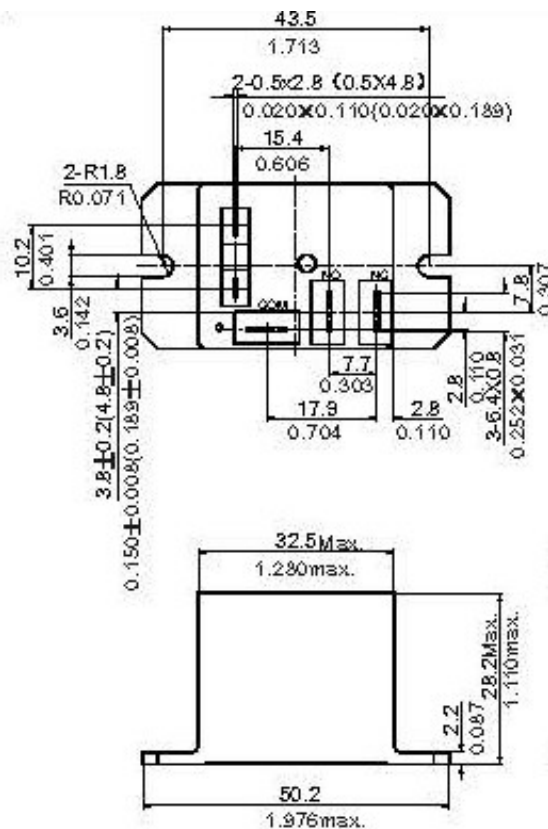 43.5
1.713
2-0.5x2.8 (0.5X4.8)
0.020x0.110(0.020x0.189)
15.4
0.606
2-R1.8
R0.071
10.2
0.401
3.6
0.142
NO
NC
COM
7.8
0.307
7.7
0.303
2.8
0.110
3-6.4X0.8
0.252x0.031
17.9
0.704
2.8
0.110
3.8±0.2(4.8±0.2)
0.150±0.008(0.189±0.008)
32.5Max.
1.280max.
28.2Max.
1.110max.
2.2
0.087
50.2
1.976max.